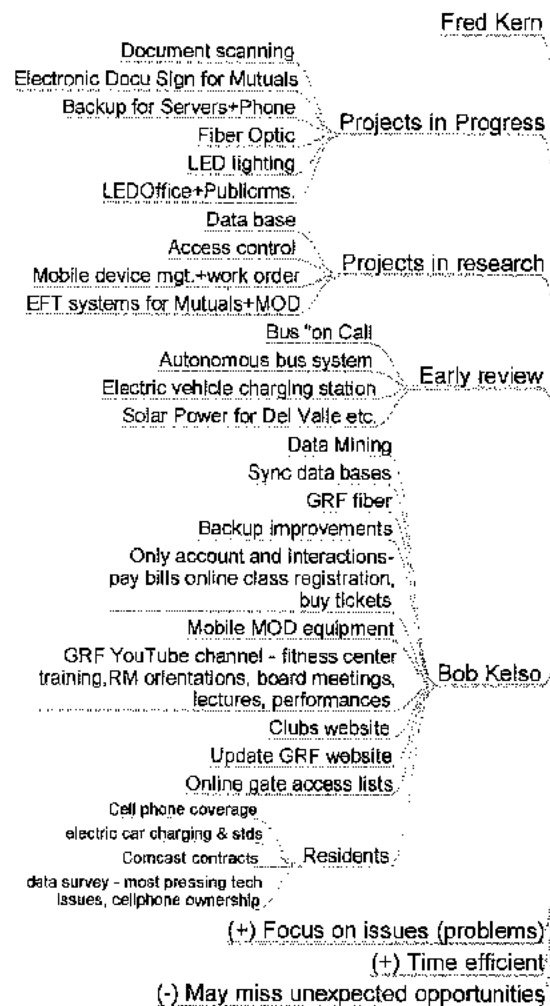 Fred Kern
Document scanning
Electronic Docu Sign for Mutuals
Backup for Servers+Phone
Projects in Progress
Fiber Optic
LED lighting
LEDOffice+Publicrms.
Data base
Access control
Projects in research
Mobile device mgt.+work order
EFT systems for Mutuals+MOD
Bus "on Call
Autonomous bus system
Early review
Electric vehicle charging station
Solar Power for Del Valle etc.
Data Mining
Sync data bases
GRF fiber
Backup improvements
Only account and interactions-
pay bills online class registration,
buy tickets
Mobile MOD equipment
GRF YouTube channel - fitness center
training,RM orientations, board meetings,
lectures, performances
Bob Kelso
Clubs website
Update GRF website
Online gate access lists
Cell phone coverage
electric car charging & stds
Comcast contracts
Residents
data survey - most pressing tech
issues, cellphone ownership
(+) Focus on issues (problems)
(+) Time efficient
(-) May miss unexpected opportunities